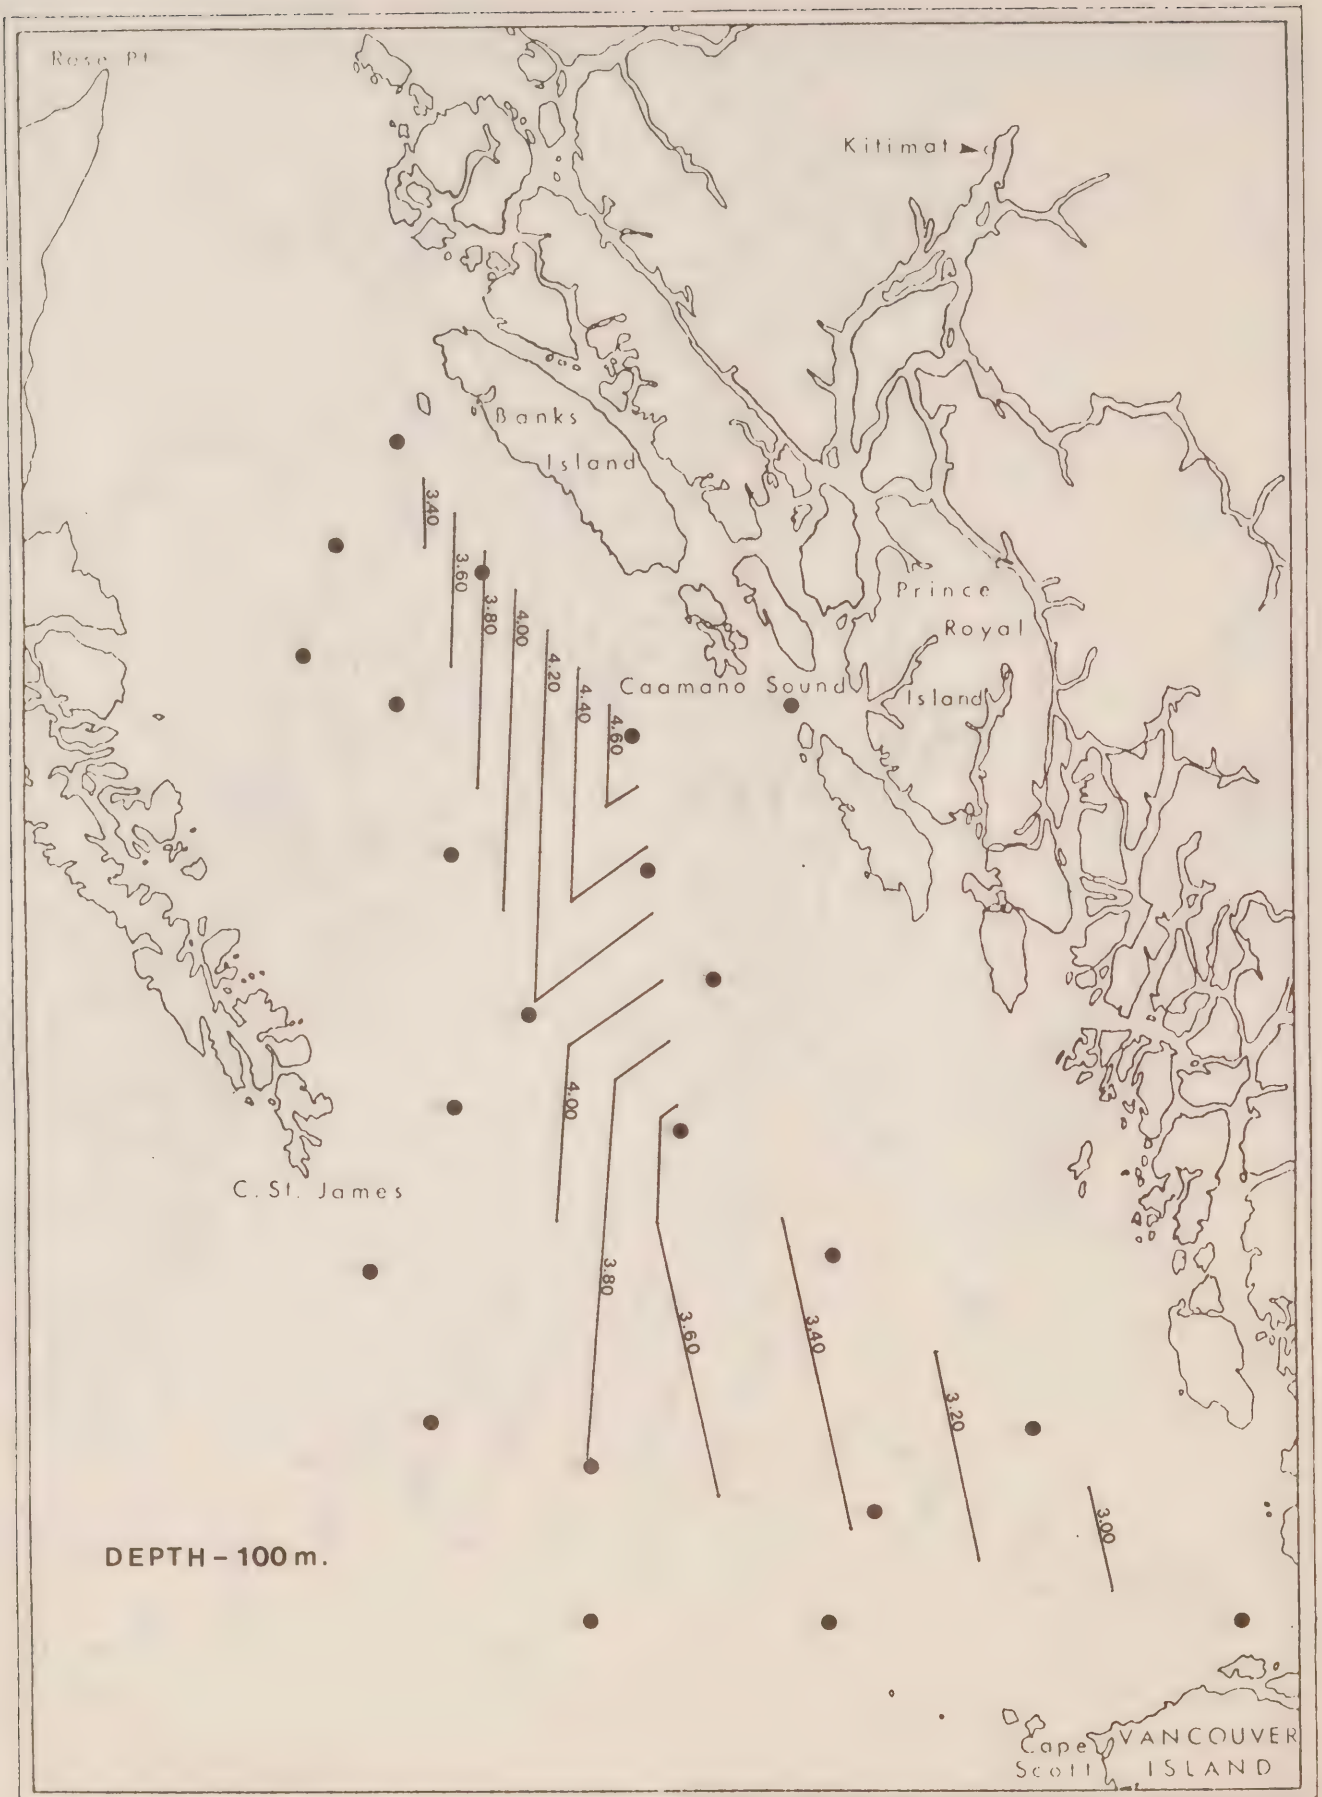 Rose Pt
Kitimat
Banks
Island
3.40
3.60
3.80
4.00
4.20
4.40
4.60
Prince
Royal
Island
Caamano Sound
4.00
C. St. James
3.80
3.60
3.40
3.20
3.00
DEPTH – 100 m.
Cape
Scott
VANCOUVER
ISLAND